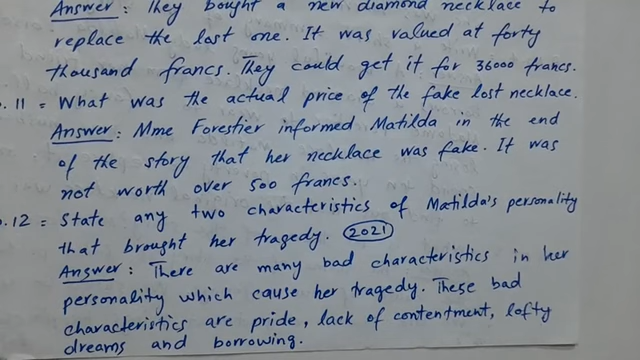 Answer : They bought a new diamond necklace to
replace the lost one. It was valued at forty
thousand francs. They could get it for 36000 francs.
.11 = What was the actual price of the fake lost necklace.
Answer : Mme Forestier informed Matilda in the end
of the story that her necklace was fake. It was
not worth over 500 francs.
.12 = State any two characteristics of Matilda's personality
that brought her tragedy. 2021
Answer : There are many bad characteristics in her
personality which cause her tragedy. These bad
characteristics are pride, lack of contentment, lofty
dreams and borrowing.